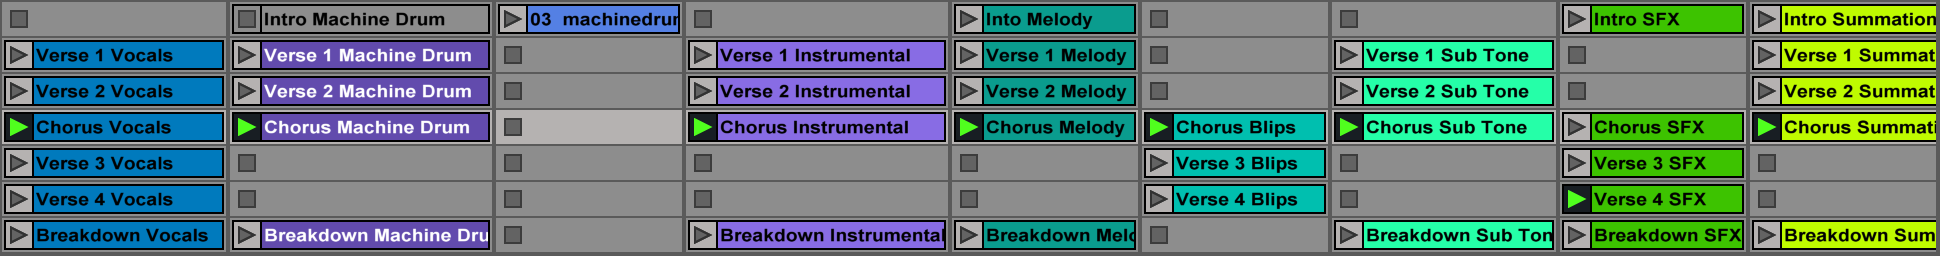 Intro Machine Drum 03 machinedrur Into Melody Intro SFX Intro Summation
Verse 1 Vocals Verse 1 Machine Drum Verse 1 Instrumental Verse 1 Melody Verse 1 Sub Tone Verse 1 Summat
Verse 2 Vocals Verse 2 Machine Drum Verse 2 Instrumental Verse 2 Melody Verse 2 Sub Tone Verse 2 Summat
Chorus Vocals Chorus Machine Drum Chorus Instrumental Chorus Melody Chorus Blips Chorus Sub Tone Chorus SFX Chorus Summati
Verse 3 Vocals Verse 3 Blips Verse 3 SFX
Verse 4 Vocals Verse 4 Blips Verse 4 SFX
Breakdown Vocals Breakdown Machine Dru Breakdown Instrumental Breakdown Melo Breakdown Sub Ton Breakdown SFX Breakdown Sum